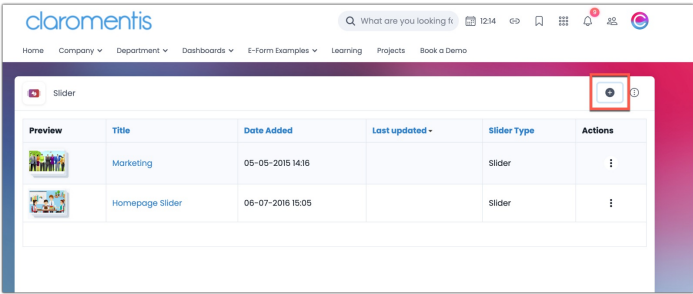 claromentis
What are you looking fo
12:14
9
Home Company Department Dashboards E-Form Examples Learning Projects Book a Demo
Slider
Preview Title Date Added Last updated Slider Type Actions
Marketing 05-05-2015 14:16 Slider
Homepage Slider 06-07-2016 15:05 Slider